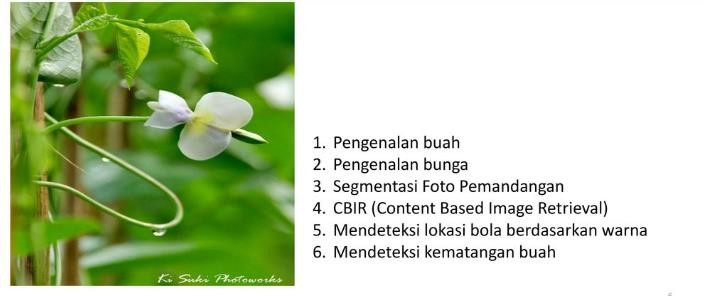 1. Pengenalan buah
2. Pengenalan bunga
3. Segmentasi Foto Pemandangan
4. CBIR (Content Based Image Retrieval)
5. Mendeteksi lokasi bola berdasarkan warna
6. Mendeteksi kematangan buah
Ki Suki Photoworks